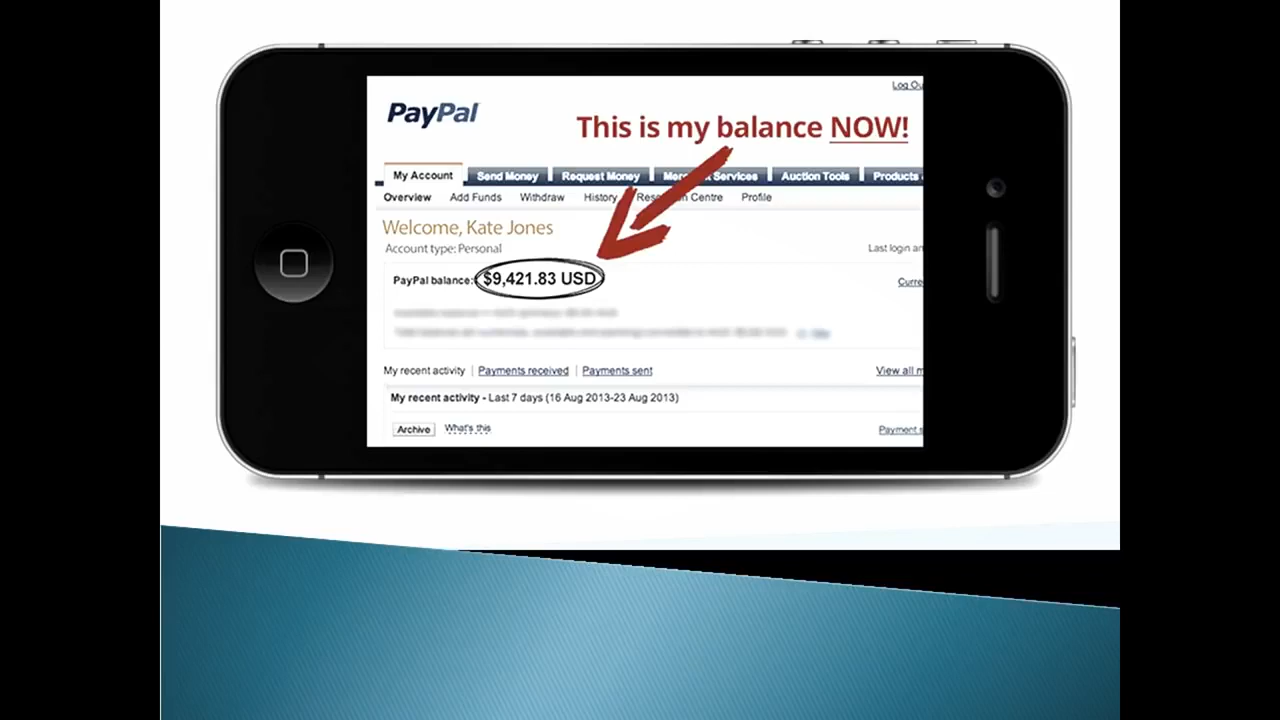 Log Ou
PayPal
This is my balance NOW!
My Account Send Money Request Money Services Auction Tools Products
Overview Add Funds Withdraw History Centre Profile
Welcome, Kate Jones
Account type: Personal
Last login an
PayPal balance: $9,421.83 USD
Curre
My recent activity | Payments received | Payments sent
View all m
My recent activity - Last 7 days (16 Aug 2013-23 Aug 2013)
Archive What's this
Payment s